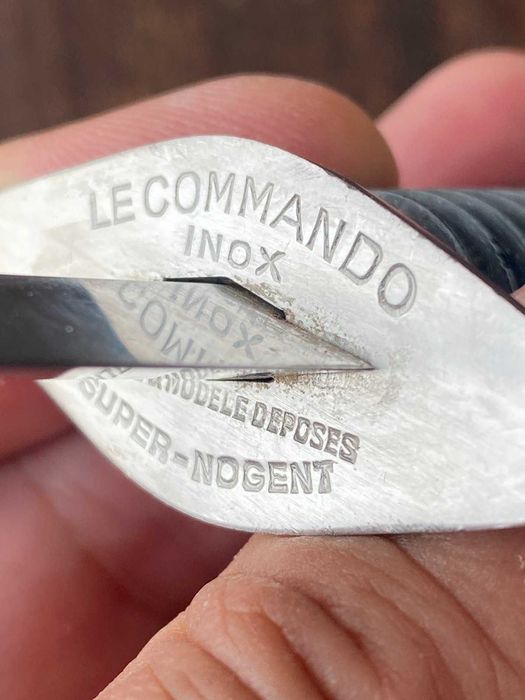 LE COMMANDO
INOX
MODELE DEPOSES
SUPER-NOGENT